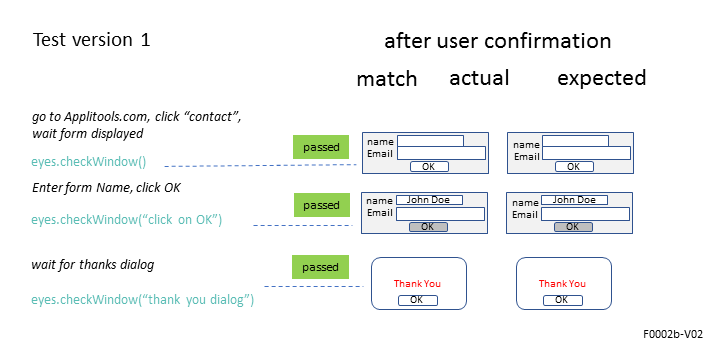 Test version 1
after user confirmation
match actual expected
go to Applitools.com, click “contact”,
wait form displayed
eyes.checkWindow()
passed
name
Email
OK
name
Email
OK
Enter form Name, click OK
eyes.checkWindow(“click on OK”)
passed
name John Doe
Email
OK
name John Doe
Email
OK
wait for thanks dialog
eyes.checkWindow(“thank you dialog”)
passed
Thank You
OK
Thank You
OK
F0002b-V02